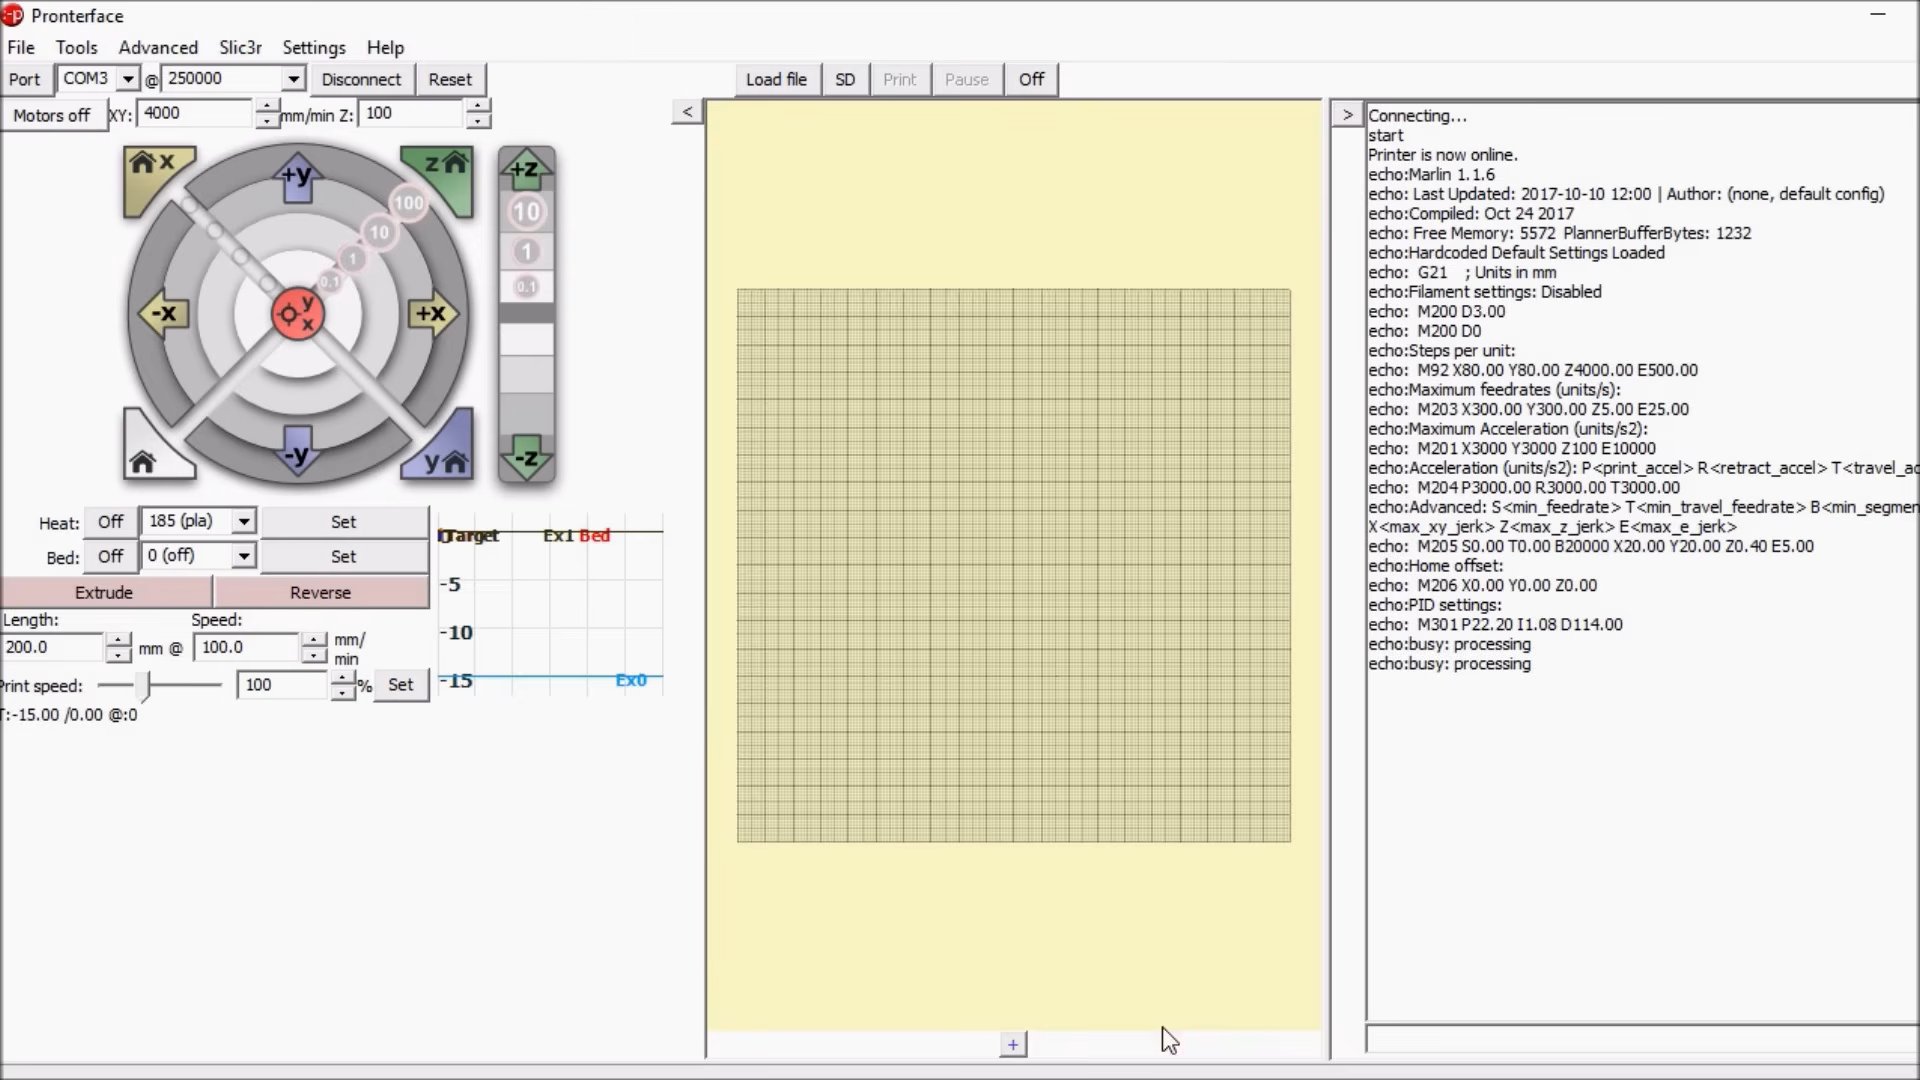 Pronterface
File Tools Advanced Slic3r Settings Help
Port COM3 @ 250000 Disconnect Reset Load file SD Print Pause Off
Motors off XY: 4000 mm/min Z: 100
< >
x +y z +z
100 10 1 0.1
10 1 0.1
-x y x +x
-y y -z
Heat: Off 185 (pla) Set
Bed: Off 0 (off) Set
Extrude Reverse
Length: Speed:
200.0 mm @ 100.0 mm/
min
Print speed: 100 % Set
T:-15.00 /0.00 @:0
Target Ex1 Bed
-5
-10
-15 Ex0
+
Connecting...
start
Printer is now online.
echo:Marlin 1.1.6
echo: Last Updated: 2017-10-10 12:00 | Author: (none, default config)
echo:Compiled: Oct 24 2017
echo: Free Memory: 5572 PlannerBufferBytes: 1232
echo:Hardcoded Default Settings Loaded
echo: G21 ; Units in mm
echo:Filament settings: Disabled
echo: M200 D3.00
echo: M200 D0
echo:Steps per unit:
echo: M92 X80.00 Y80.00 Z4000.00 E500.00
echo:Maximum feedrates (units/s):
echo: M203 X300.00 Y300.00 Z5.00 E25.00
echo:Maximum Acceleration (units/s2):
echo: M201 X3000 Y3000 Z100 E10000
echo:Acceleration (units/s2): P<print_accel> R<retract_accel> T<travel_ac
echo: M204 P3000.00 R3000.00 T3000.00
echo:Advanced: S<min_feedrate> T<min_travel_feedrate> B<min_segmen
X<max_xy_jerk> Z<max_z_jerk> E<max_e_jerk>
echo: M205 S0.00 T0.00 B20000 X20.00 Y20.00 Z0.40 E5.00
echo:Home offset:
echo: M206 X0.00 Y0.00 Z0.00
echo:PID settings:
echo: M301 P22.20 I1.08 D114.00
echo:busy: processing
echo:busy: processing